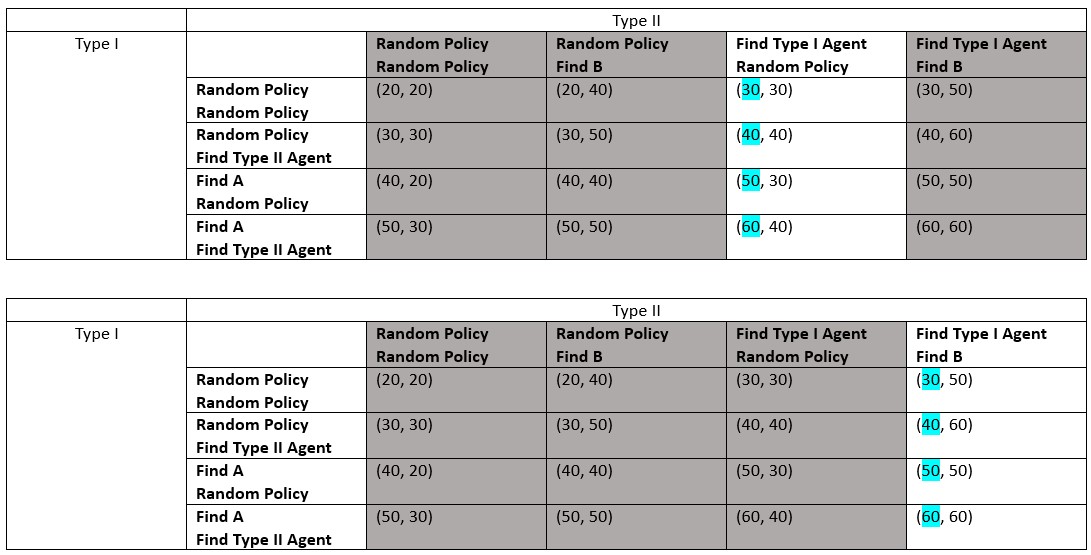 Type II
Type I
Random Policy Random Policy Find Type I Agent Find Type I Agent
Random Policy Find B Random Policy Find B
Random Policy (20, 20) (20, 40) (30, 30) (30, 50)
Random Policy
Random Policy (30, 30) (30, 50) (40, 40) (40, 60)
Find Type II Agent
Find A (40, 20) (40, 40) (50, 30) (50, 50)
Random Policy
Find A (50, 30) (50, 50) (60, 40) (60, 60)
Find Type II Agent
Type II
Type I
Random Policy Random Policy Find Type I Agent Find Type I Agent
Random Policy Find B Random Policy Find B
Random Policy (20, 20) (20, 40) (30, 30) (30, 50)
Random Policy
Random Policy (30, 30) (30, 50) (40, 40) (40, 60)
Find Type II Agent
Find A (40, 20) (40, 40) (50, 30) (50, 50)
Random Policy
Find A (50, 30) (50, 50) (60, 40) (60, 60)
Find Type II Agent